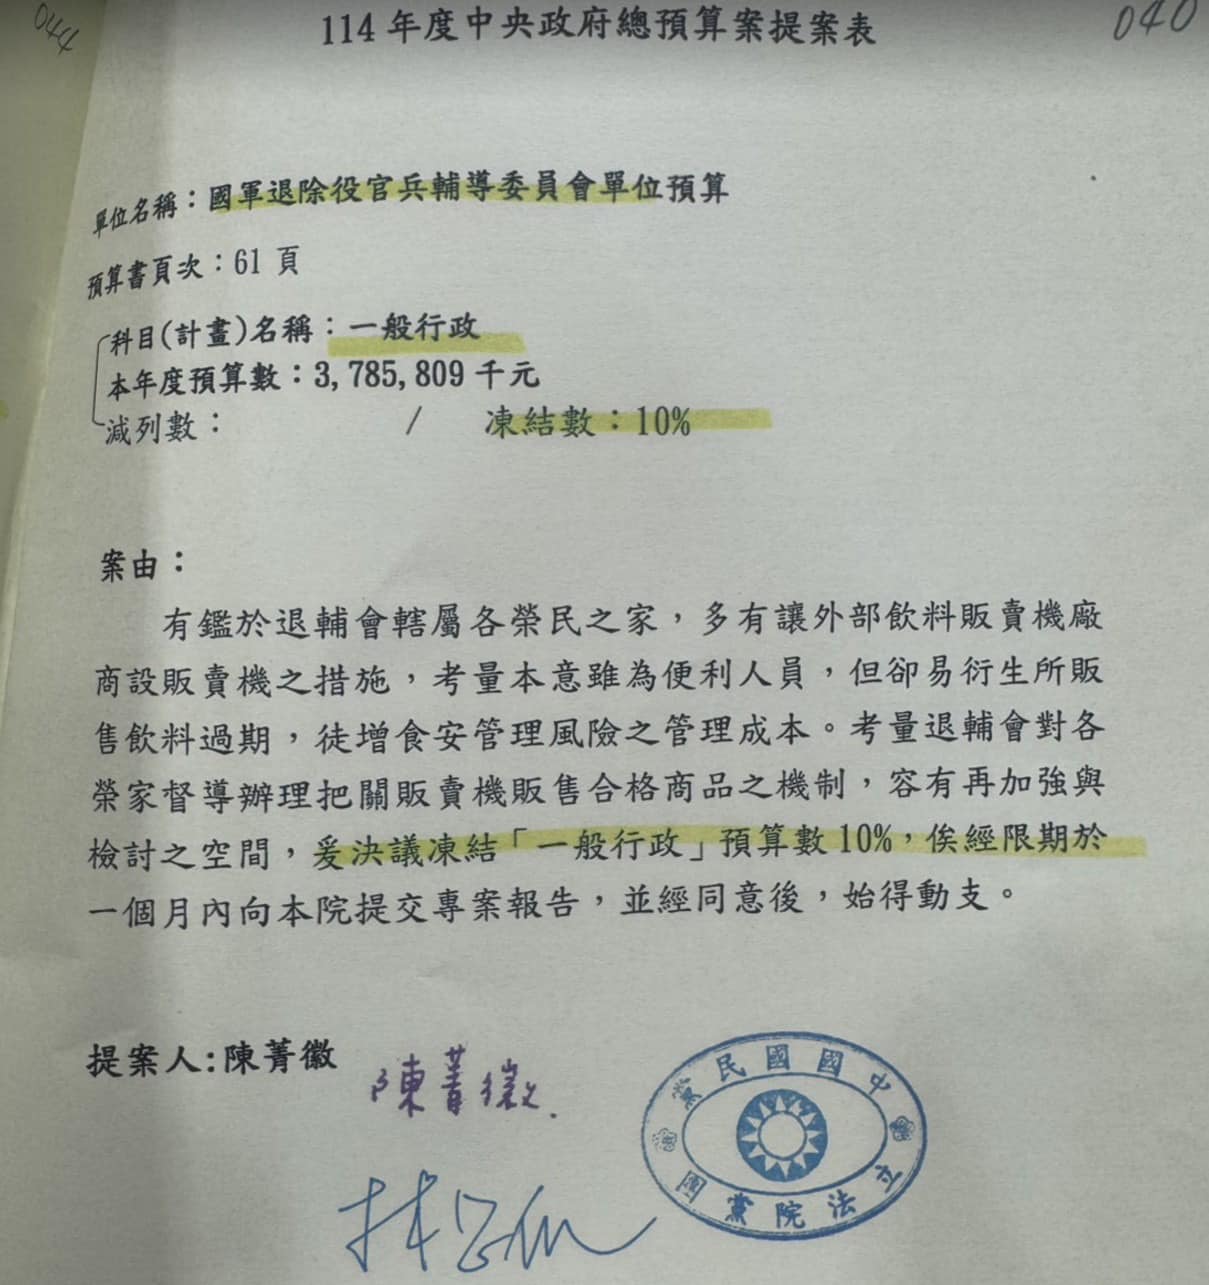 044
114年度中央政府總預算案提案表
040
單位名稱：國軍退除役官兵輔導委員會單位預算
預算書頁次：61 頁
科目(計畫)名稱：一般行政
本年度預算數：3,785,809千元
減列數： / 凍結數：10%
案由：
有鑑於退輔會轄屬各榮民之家，多有讓外部飲料販賣機廠
商設販賣機之措施，考量本意雖為便利人員，但卻易衍生所販
售飲料過期，徒增食安管理風險之管理成本。考量退輔會對各
榮家督導辦理把關販賣機販售合格商品之機制，容有再加強與
檢討之空間，爰決議凍結「一般行政」預算數10%，俟經限期於
一個月內向本院提交專案報告，並經同意後，始得動支。
提案人:陳菁徽
陳菁徽
中國國民黨
立法院黨團